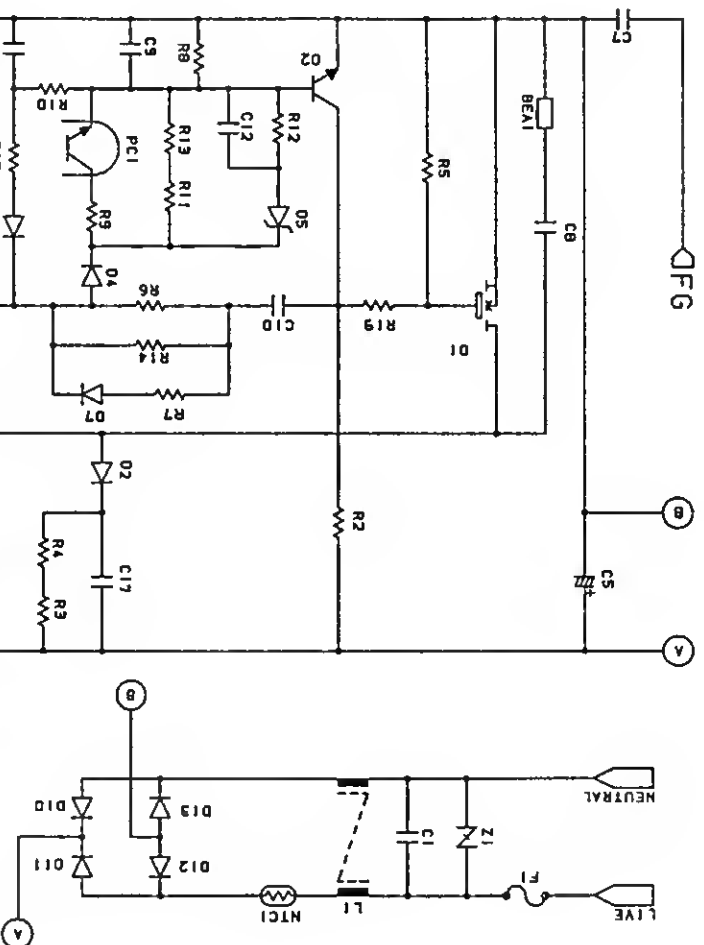 C7
C9
R8
Q2
R10
PC1
R13
C12
R12
R5
BEA1
R11
D5
R9
C8
FG
D4
R6
C10
R19
Q1
R14
D7
R7
D2
B
R4
C17
R2
C5
+
R3
A
B
NEUTRAL
D10
D13
C1
Z1
D11
D12
F1
NTC1
L1
LIVE
A